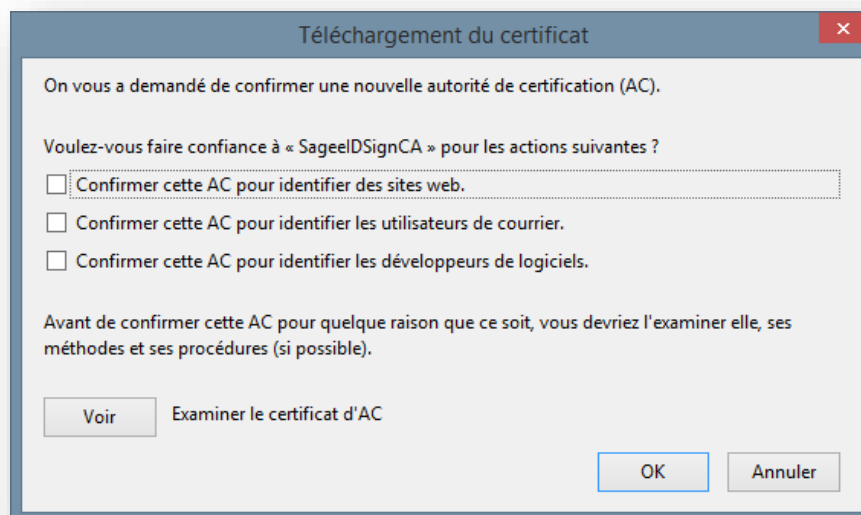 Téléchargement du certificat
On vous a demandé de confirmer une nouvelle autorité de certification (AC).
Voulez-vous faire confiance à « SageeIDSignCA » pour les actions suivantes ?
Confirmer cette AC pour identifier des sites web.
Confirmer cette AC pour identifier les utilisateurs de courrier.
Confirmer cette AC pour identifier les développeurs de logiciels.
Avant de confirmer cette AC pour quelque raison que ce soit, vous devriez l'examiner elle, ses
méthodes et ses procédures (si possible).
Voir Examiner le certificat d'AC
OK Annuler